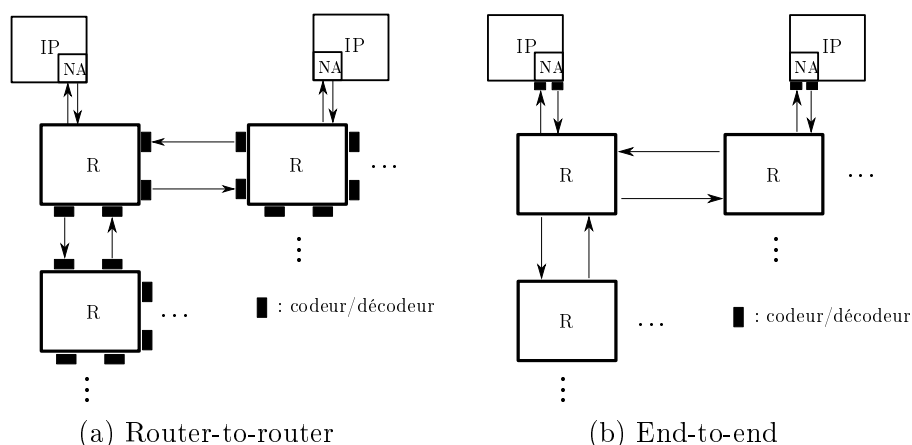 IP
NA
R
R
...
R
...
: codeur/décodeur
(a) Router-to-router
IP
NA
IP
NA
IP
NA
R
R
...
R
...
: codeur/décodeur
(b) End-to-end